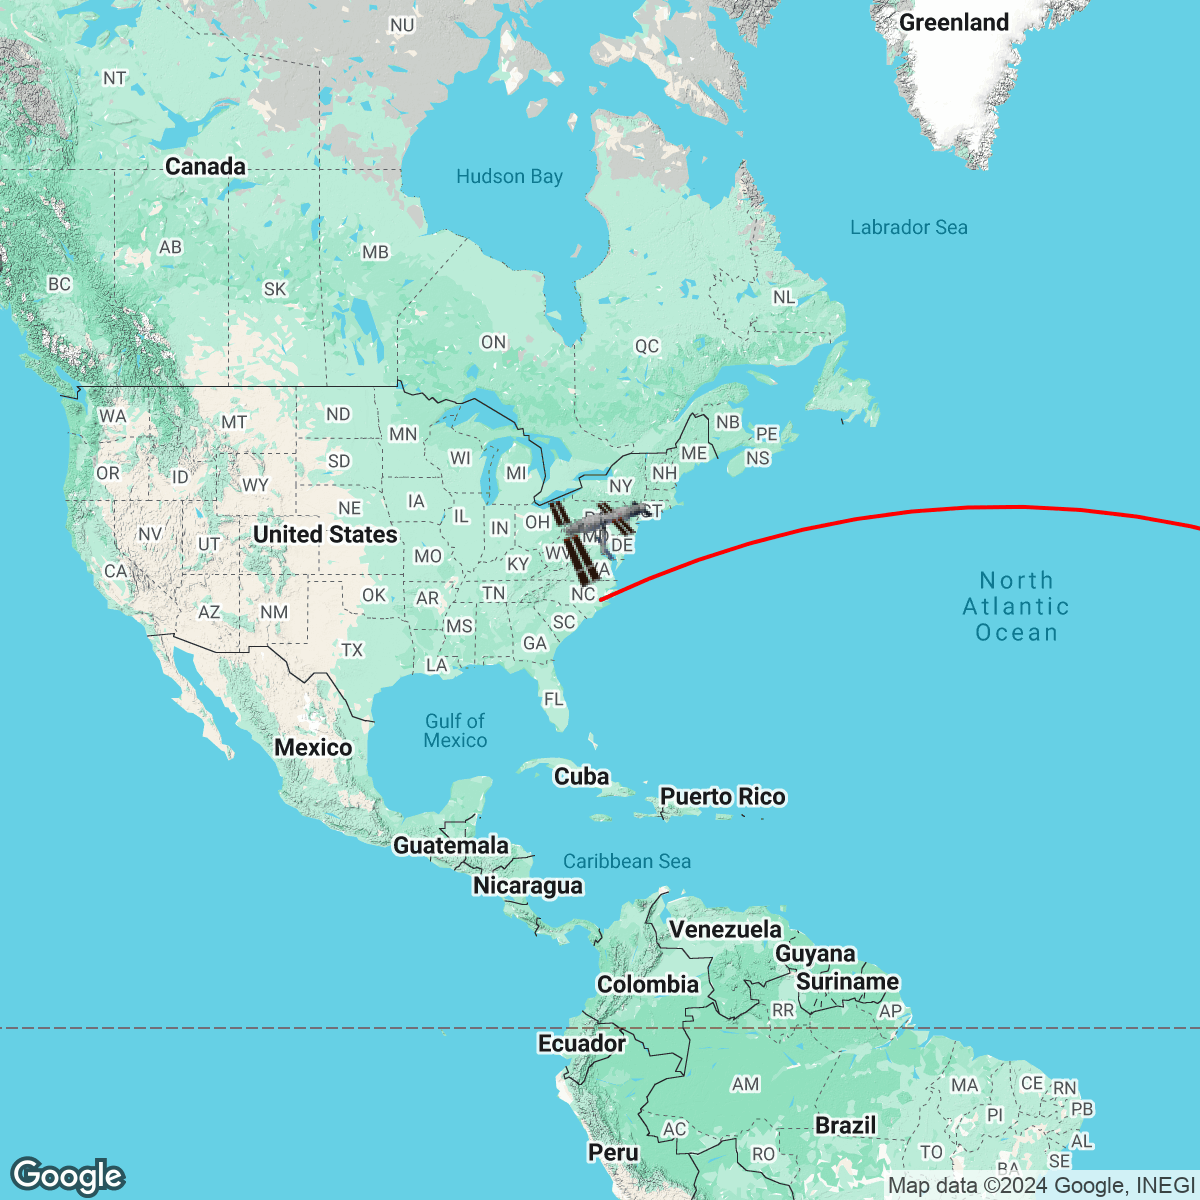 Greenland
NU
NT
Canada
Hudson Bay
Labrador Sea
AB
MB
BC
SK
NL
ON
QC
WA
MT
ND
MN
NB
PE
ME
NS
OR
ID
SD
WI
MI
NH
WY
NY
NE
IA
IL
IN
OH
CT
NV
UT
United States
MD
DE
MO
KY
WV
VA
CA
AZ
NM
OK
AR
TN
NC
North
Atlantic
Ocean
MS
SC
GA
TX
LA
FL
Gulf of
Mexico
Mexico
Cuba
Puerto Rico
Guatemala
Caribbean Sea
Nicaragua
Venezuela
Guyana
Colombia
Suriname
RR
AP
Ecuador
AM
MA
CE
RN
PI
PB
Brazil
AC
AL
Peru
RO
TO
SE
BA
Google
Map data ©2024 Google, INEGI